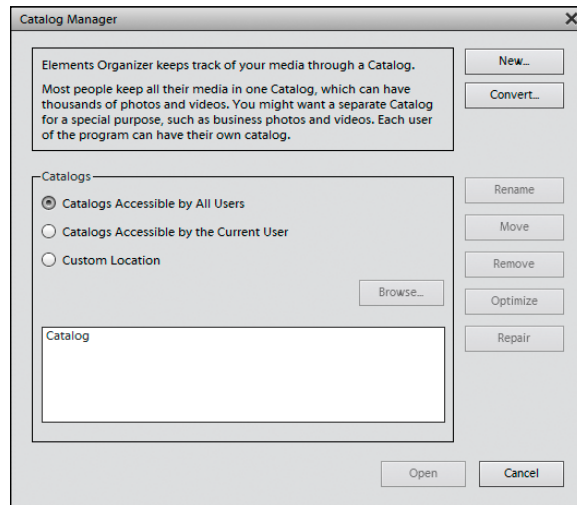 Catalog Manager
Elements Organizer keeps track of your media through a Catalog.
Most people keep all their media in one Catalog, which can have
thousands of photos and videos. You might want a separate Catalog
for a special purpose, such as business photos and videos. Each user
of the program can have their own catalog.
New...
Convert...
Catalogs
Catalogs Accessible by All Users
Catalogs Accessible by the Current User
Custom Location
Browse...
Catalog
Rename
Move
Remove
Optimize
Repair
Open
Cancel